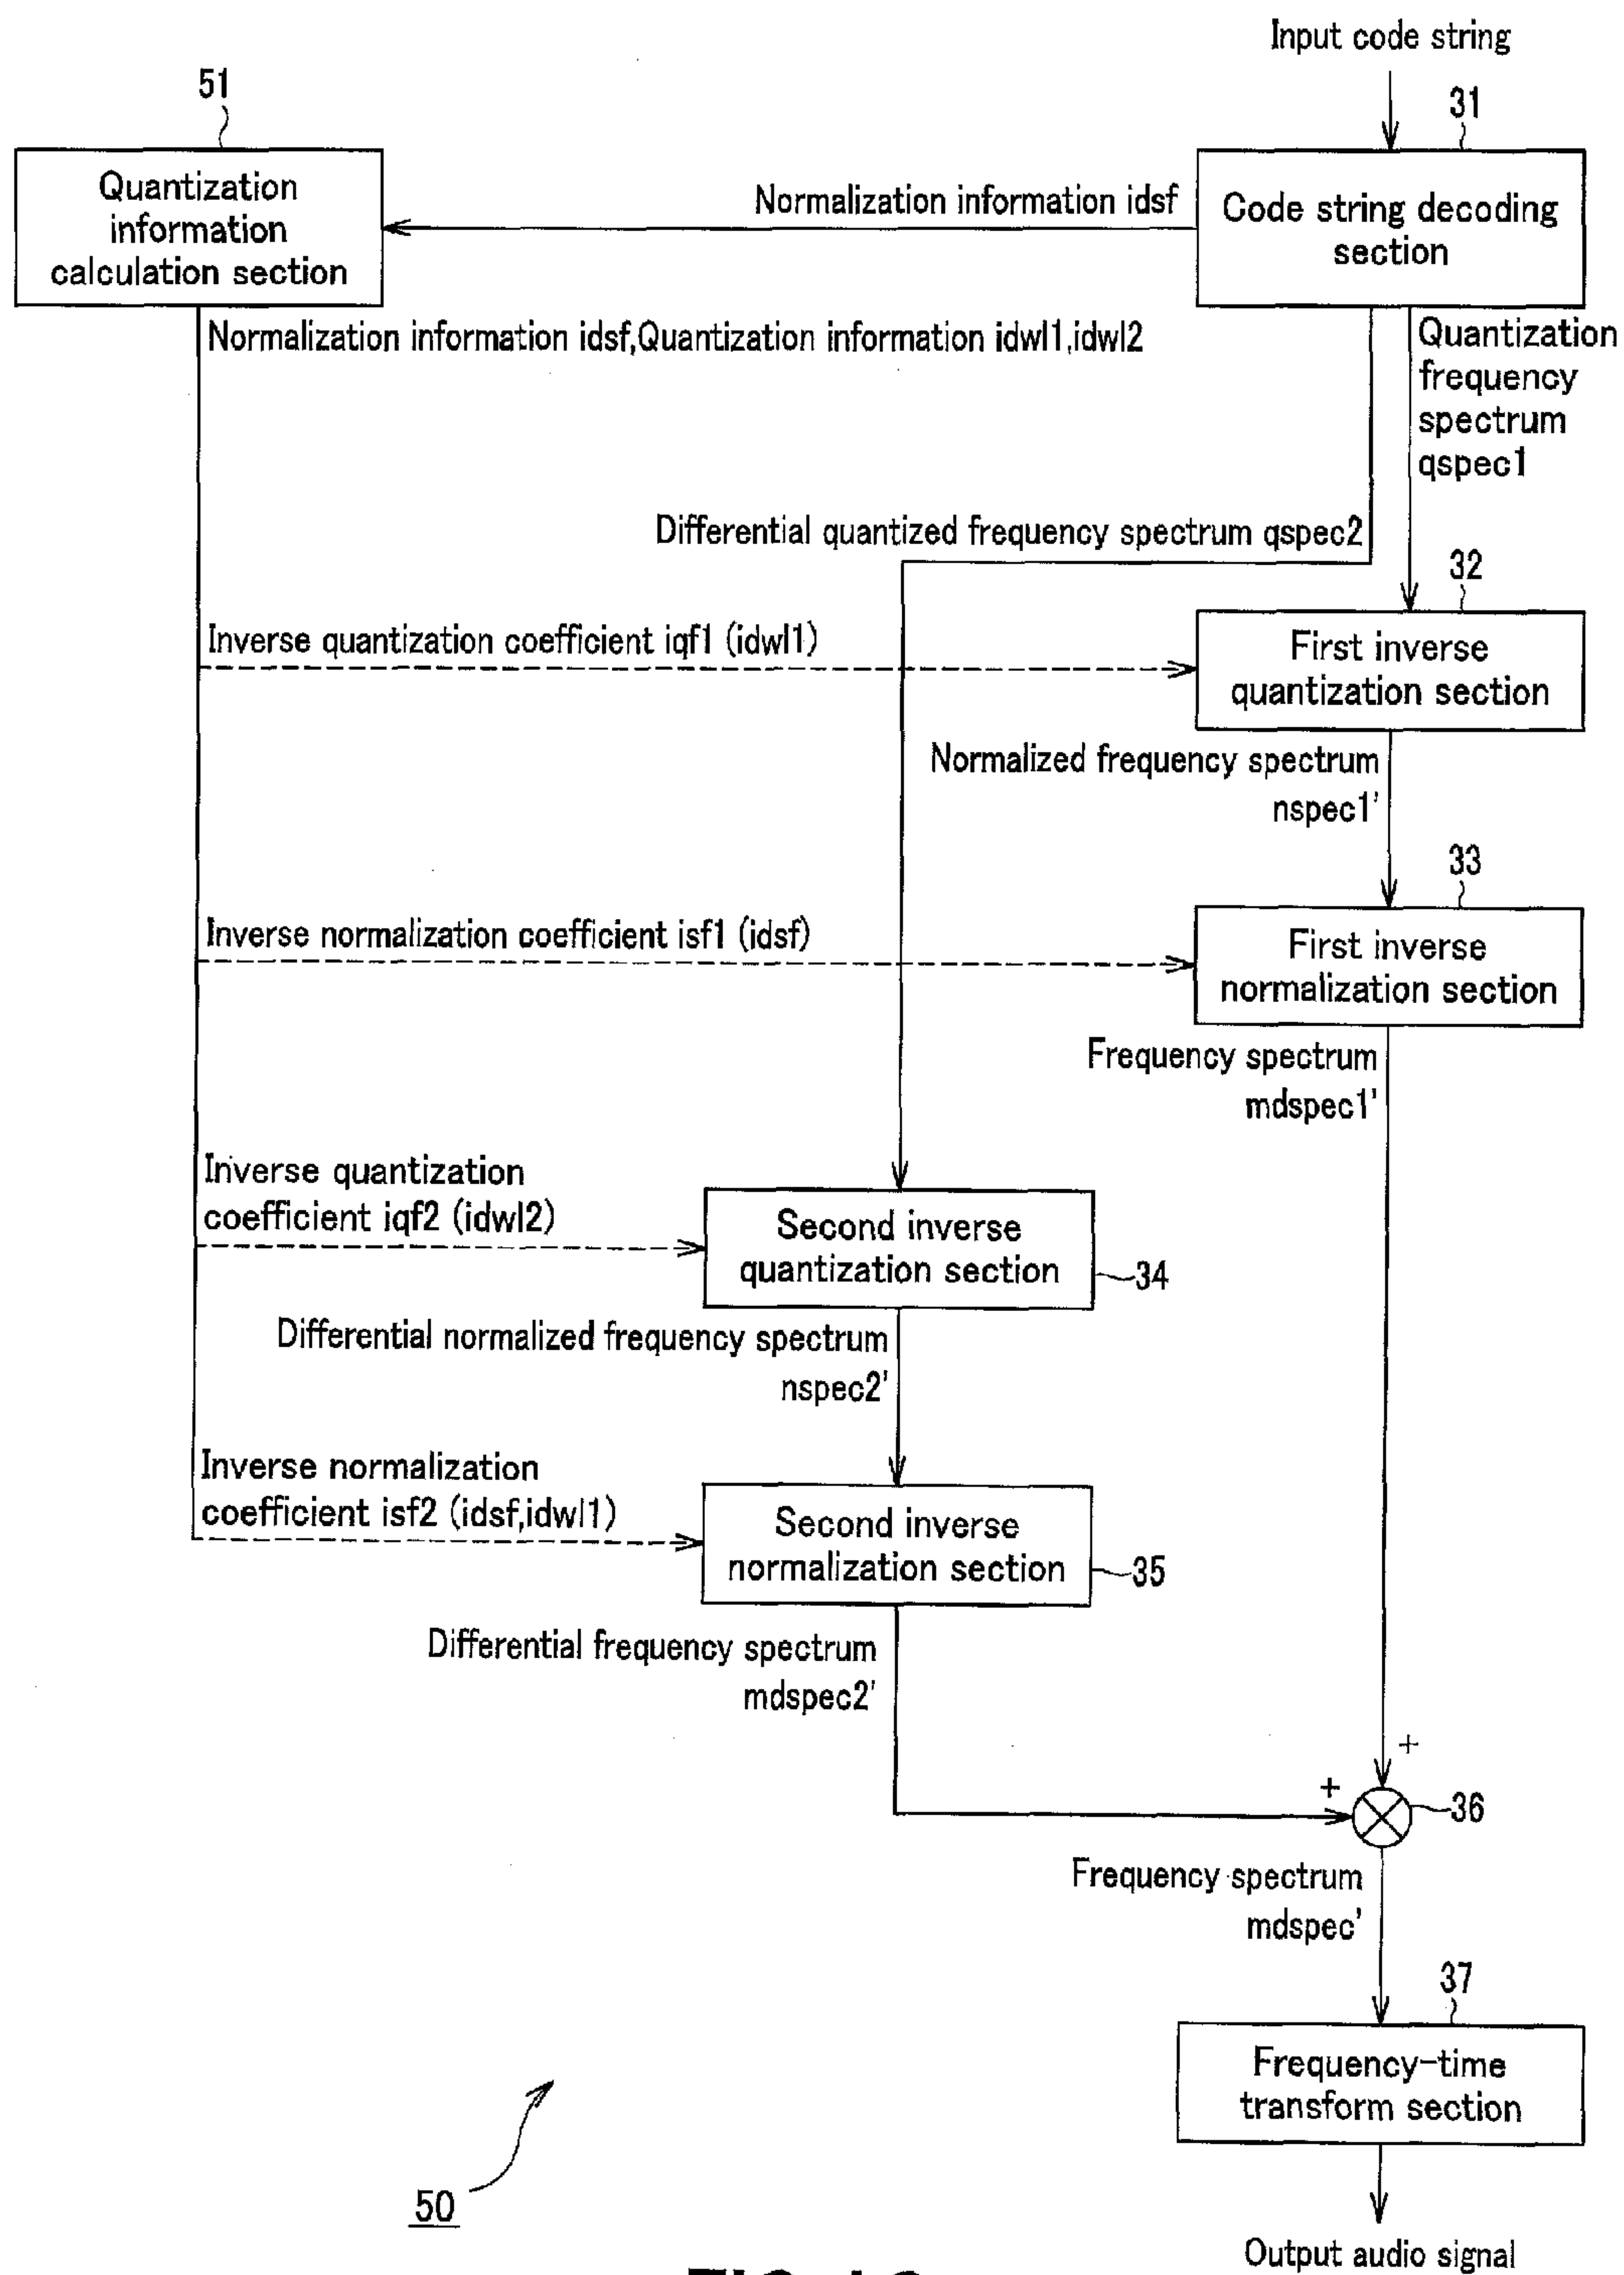 Input code string
51
31
Quantization
information
calculation section
Normalization information idsf
Code string decoding
section
Normalization information idsf,Quantization information idwl1,idwl2
Quantization
frequency
spectrum
qspec1
Differential quantized frequency spectrum qspec2
32
Inverse quantization coefficient iqf1 (idwl1)
First inverse
quantization section
Normalized frequency spectrum
nspec1'
33
Inverse normalization coefficient isf1 (idsf)
First inverse
normalization section
Frequency spectrum
mdspec1'
Inverse quantization
coefficient iqf2 (idwl2)
Second inverse
quantization section
34
Differential normalized frequency spectrum
nspec2'
Inverse normalization
coefficient isf2 (idsf,idwl1)
Second inverse
normalization section
35
Differential frequency spectrum
mdspec2'
+
+
36
Frequency spectrum
mdspec'
37
Frequency-time
transform section
50
Output audio signal